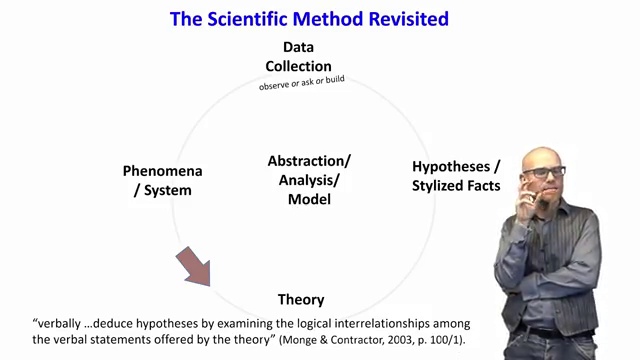 The Scientific Method Revisited
Data
Collection
observe or ask or build
Phenomena
/ System
Abstraction/
Analysis/
Model
Hypotheses /
Stylized Facts
Theory
“verbally …deduce hypotheses by examining the logical interrelationships among
the verbal statements offered by the theory” (Monge & Contractor, 2003, p. 100/1).